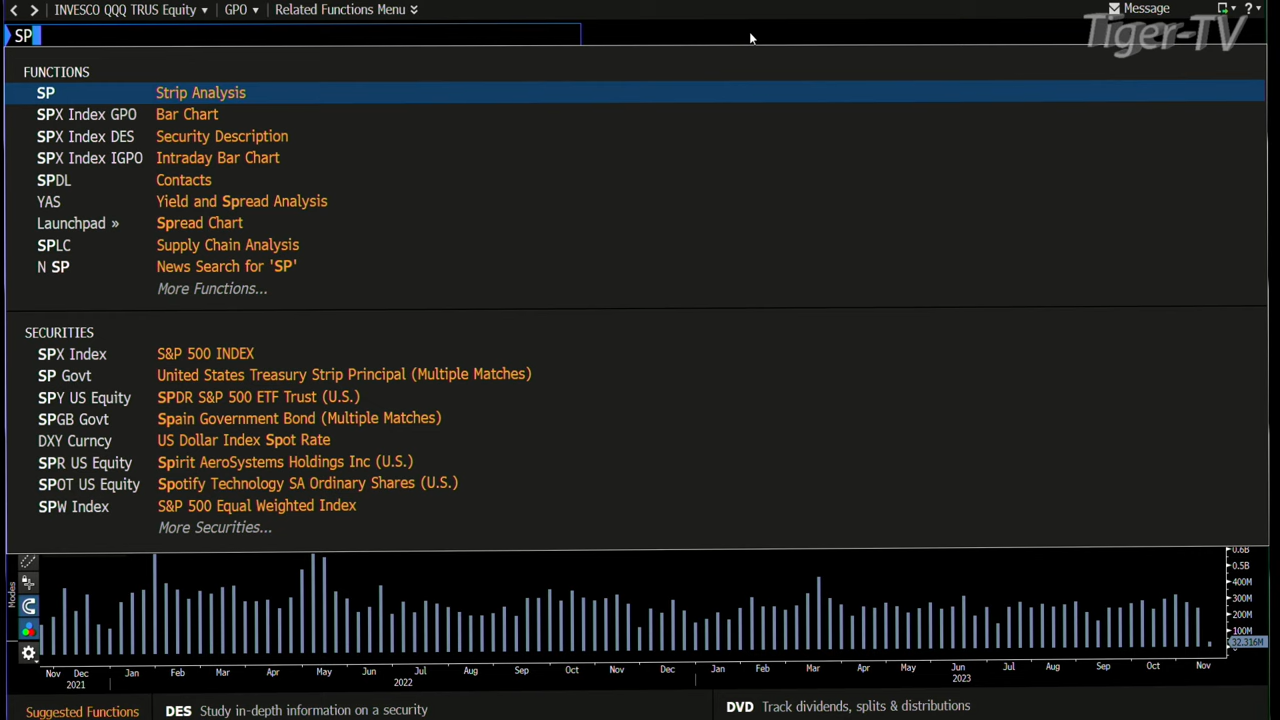 INVESCO QQQ TRUS Equity GPO Related Functions Menu Message ?
Tiger-TV
SP
FUNCTIONS
SP Strip Analysis
SPX Index GPO Bar Chart
SPX Index DES Security Description
SPX Index IGPO Intraday Bar Chart
SPDL Contacts
YAS Yield and Spread Analysis
Launchpad » Spread Chart
SPLC Supply Chain Analysis
N SP News Search for 'SP'
More Functions...
SECURITIES
SPX Index S&P 500 INDEX
SP Govt United States Treasury Strip Principal (Multiple Matches)
SPY US Equity SPDR S&P 500 ETF Trust (U.S.)
SPGB Govt Spain Government Bond (Multiple Matches)
DXY Curncy US Dollar Index Spot Rate
SPR US Equity Spirit AeroSystems Holdings Inc (U.S.)
SPOT US Equity Spotify Technology SA Ordinary Shares (U.S.)
SPW Index S&P 500 Equal Weighted Index
More Securities...
0.6B
0.5B
400M
300M
200M
100M
32.316M
Modes
Nov Dec Jan Feb Mar Apr May Jun Jul Aug Sep Oct Nov Dec Jan Feb Mar Apr May Jun Jul Aug Sep Oct Nov
2021 2022 2023
Suggested Functions DES Study in-depth information on a security DVD Track dividends, splits & distributions